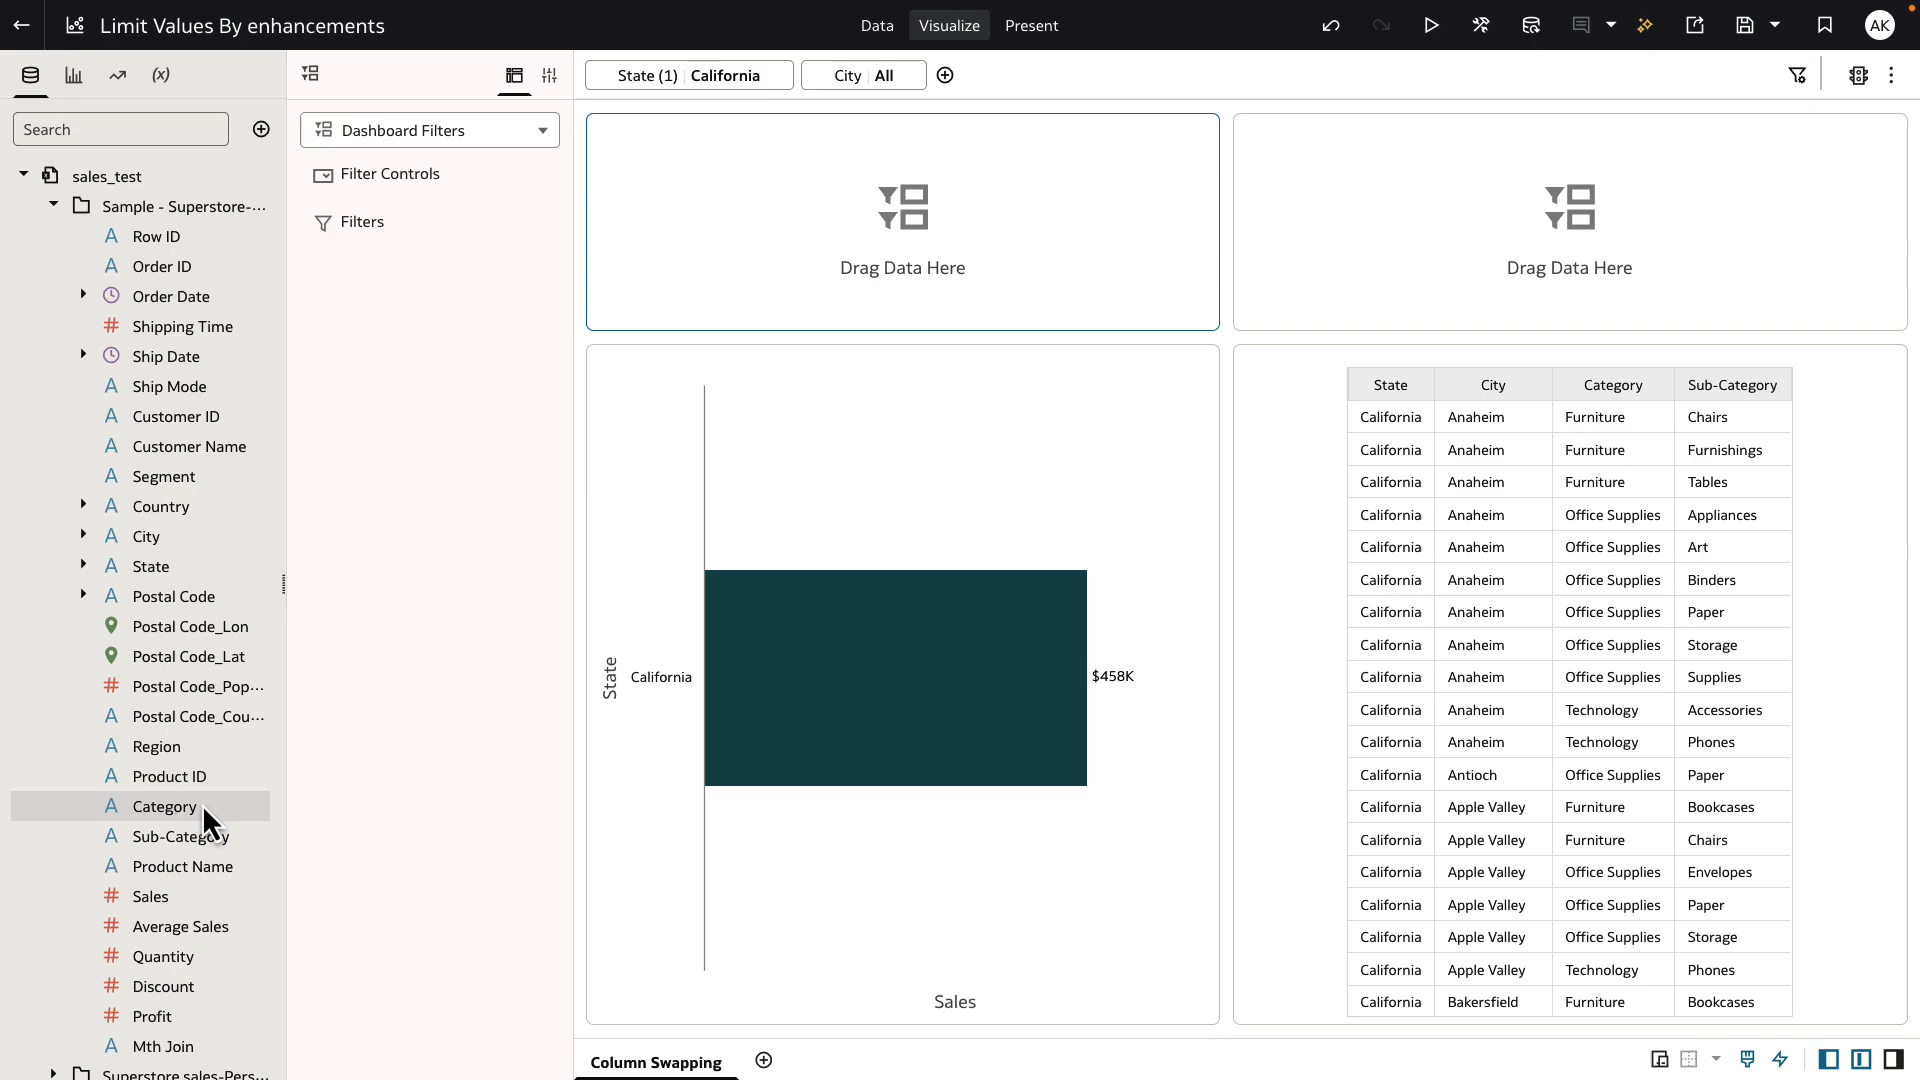 Limit Values By enhancements
Data
Visualize
Present
AK
Search
sales_test
Sample - Superstore-...
Row ID
Order ID
Order Date
Shipping Time
Ship Date
Ship Mode
Customer ID
Customer Name
Segment
Country
City
State
Postal Code
Postal Code_Lon
Postal Code_Lat
Postal Code_Pop...
Postal Code_Cou...
Region
Product ID
Category
Sub-Category
Product Name
Sales
Average Sales
Quantity
Discount
Profit
Mth Join
Superstore sales-Pers...
Dashboard Filters
Filter Controls
Filters
State (1) California
City All
Drag Data Here
Drag Data Here
State
California
$458K
Sales
State City Category Sub-Category
California Anaheim Furniture Chairs
California Anaheim Furniture Furnishings
California Anaheim Furniture Tables
California Anaheim Office Supplies Appliances
California Anaheim Office Supplies Art
California Anaheim Office Supplies Binders
California Anaheim Office Supplies Paper
California Anaheim Office Supplies Storage
California Anaheim Office Supplies Supplies
California Anaheim Technology Accessories
California Anaheim Technology Phones
California Antioch Office Supplies Paper
California Apple Valley Furniture Bookcases
California Apple Valley Furniture Chairs
California Apple Valley Office Supplies Envelopes
California Apple Valley Office Supplies Paper
California Apple Valley Office Supplies Storage
California Apple Valley Technology Phones
California Bakersfield Furniture Bookcases
Column Swapping